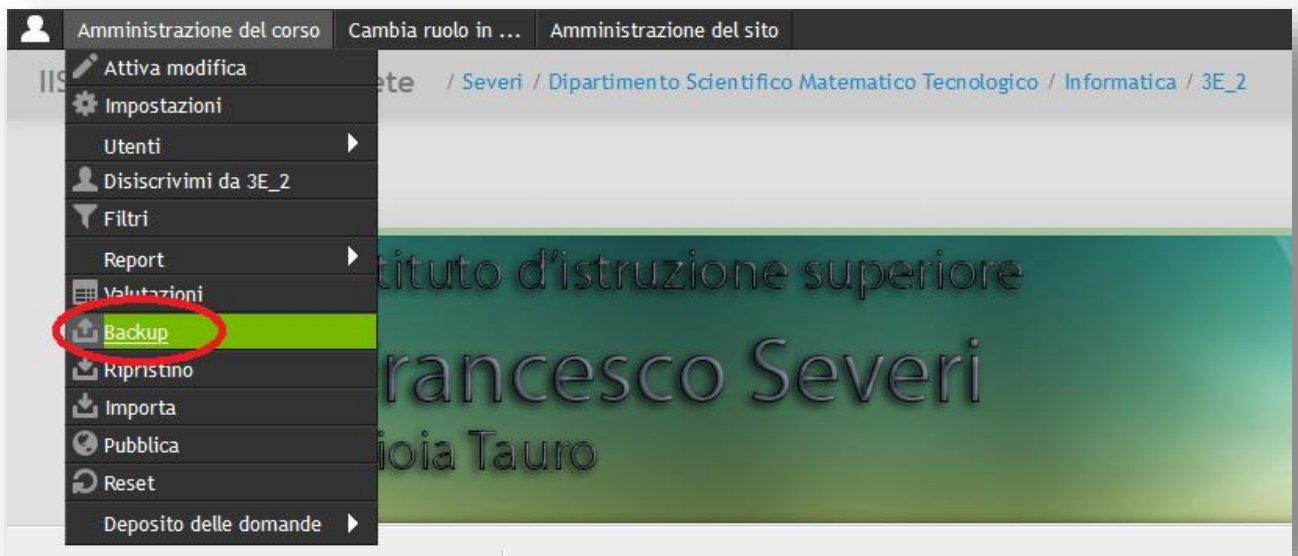 Amministrazione del corso Cambia ruolo in ... Amministrazione del sito
Attiva modifica
IIS ete / Severi / Dipartimento Scientifico Matematico Tecnologico / Informatica / 3E_2
Impostazioni
Utenti
Disiscrivimi da 3E_2
Filtri
Report
tituto d'istruzione superiore
Valutazioni
Backup
Ripristino
rancesco Severi
Importa
Pubblica
ioia Tauro
Reset
Deposito delle domande